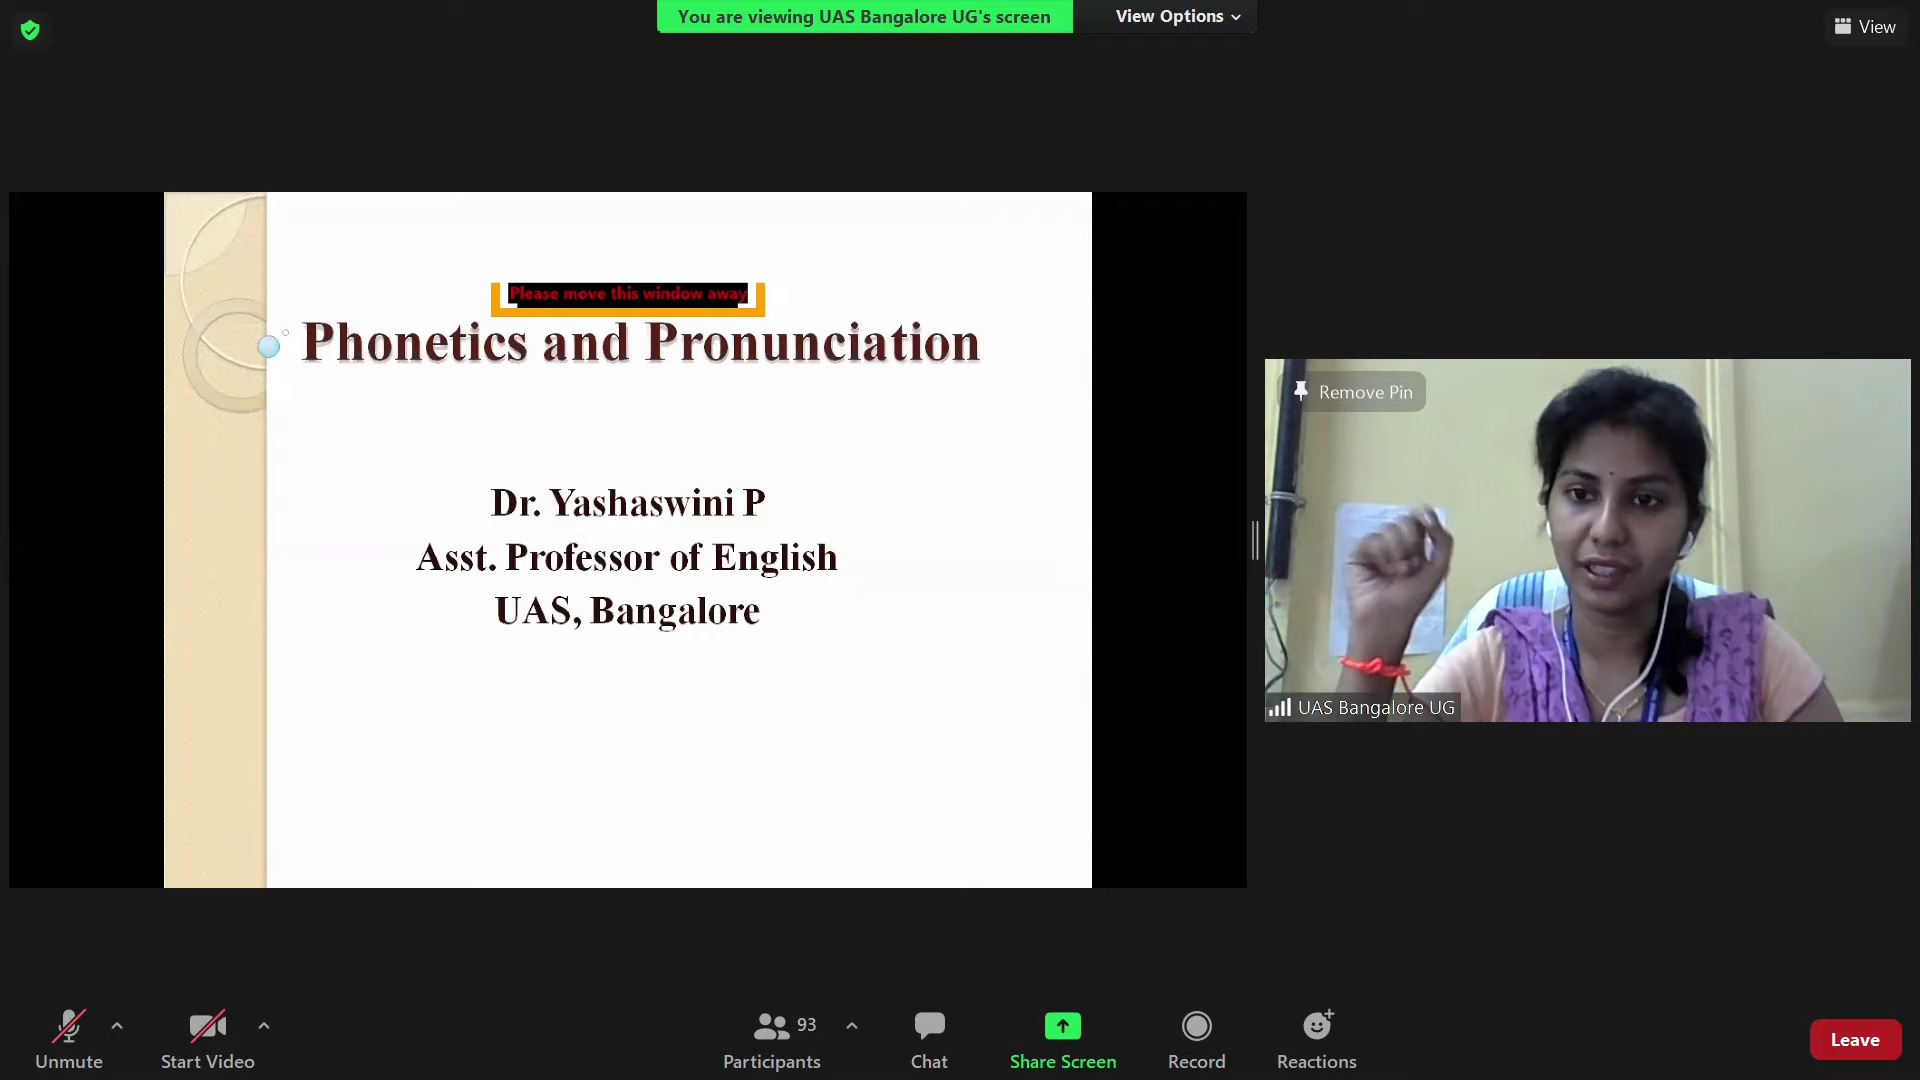 You are viewing UAS Bangalore UG's screen
View Options
View
Please move this window away
Phonetics and Pronunciation
Dr. Yashaswini P
Asst. Professor of English
UAS, Bangalore
Remove Pin
UAS Bangalore UG
Unmute
Start Video
93
Participants
Chat
Share Screen
Record
Reactions
Leave